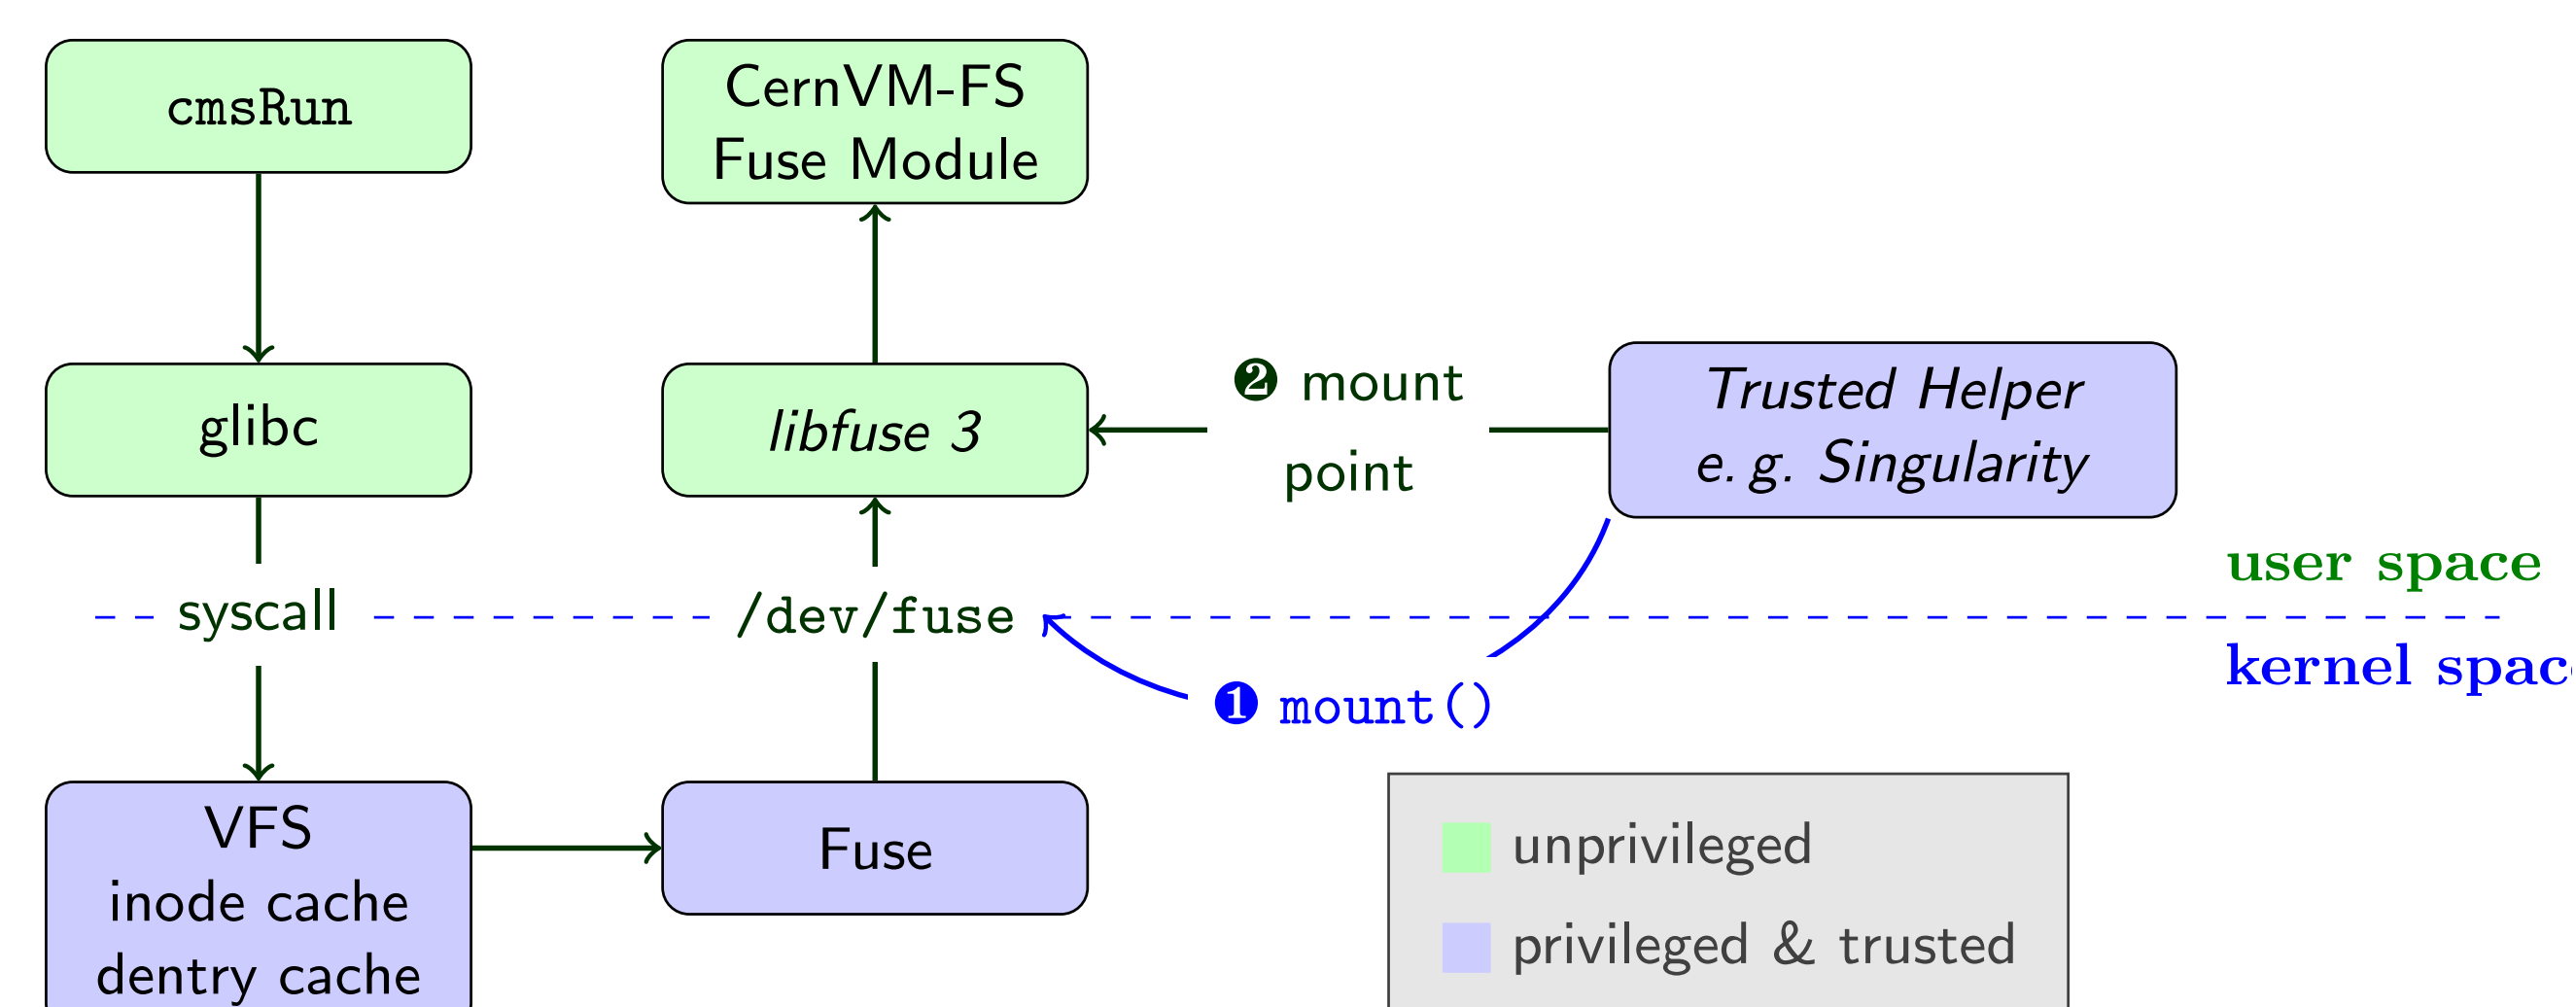 cmsRun
CernVM-FS
Fuse Module
glibc
libfuse 3
❷ mount
point
Trusted Helper
e. g. Singularity
user space
syscall
/dev/fuse
kernel spac
❶ mount()
VFS
inode cache
dentry cache
Fuse
unprivileged
privileged & trusted